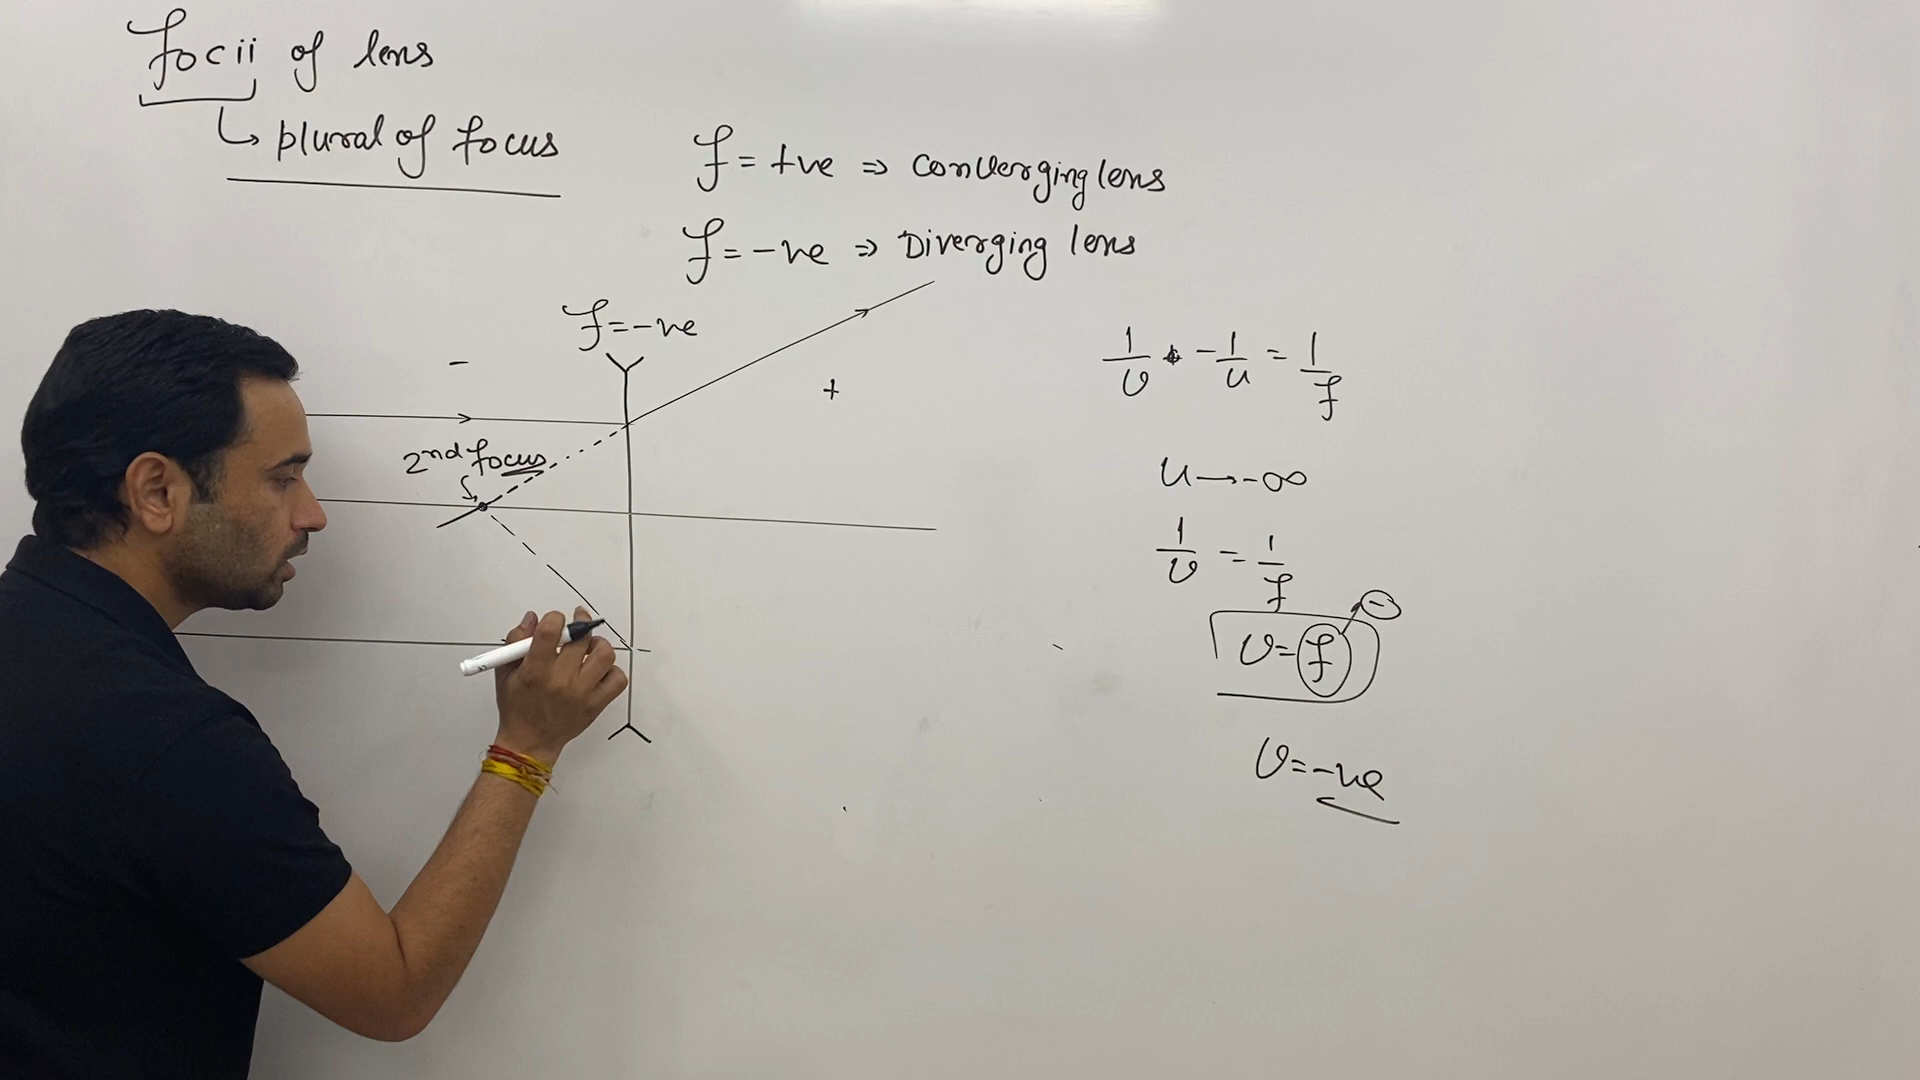 focii of lens
↳ plural of focus
f = +ve ⇒ converging lens
f = -ve ⇒ Diverging lens
f = -ve
-
+
2nd focus
1/v - 1/u = 1/f
u → -∞
1/v = 1/f
v = f
-
v = -ve